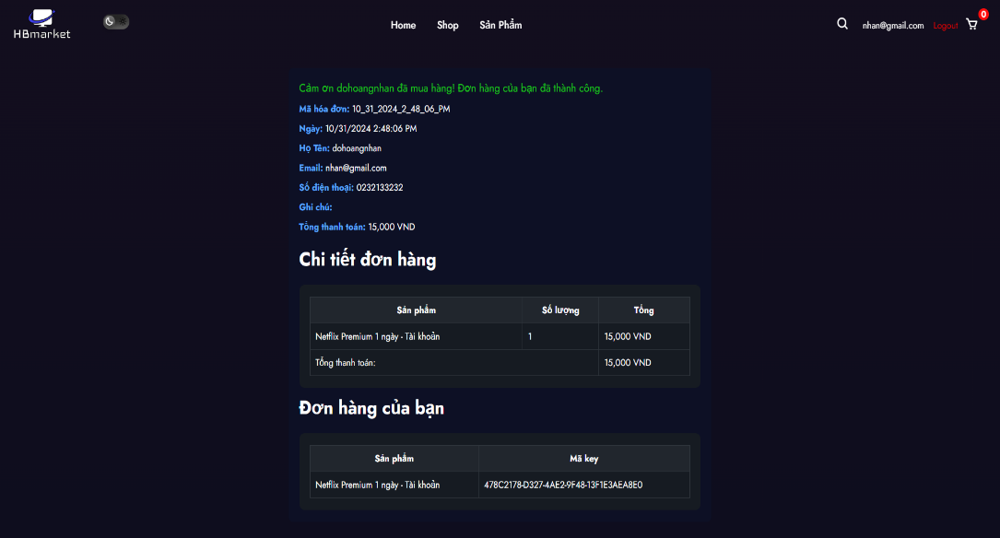 HBmarket
Home Shop Sản Phẩm
nhan@gmail.com Logout 0
Cảm ơn dohoangnhan đã mua hàng! Đơn hàng của bạn đã thành công.
Mã hóa đơn: 10_31_2024_2_48_06_PM
Ngày: 10/31/2024 2:48:06 PM
Họ Tên: dohoangnhan
Email: nhan@gmail.com
Số điện thoại: 0232133232
Ghi chú:
Tổng thanh toán: 15,000 VND
Chi tiết đơn hàng
Sản phẩm Số lượng Tổng
Netflix Premium 1 ngày - Tài khoản 1 15,000 VND
Tổng thanh toán: 15,000 VND
Đơn hàng của bạn
Sản phẩm Mã key
Netflix Premium 1 ngày - Tài khoản 478C2178-D327-4AE2-9F48-13F1E3AEA8E0